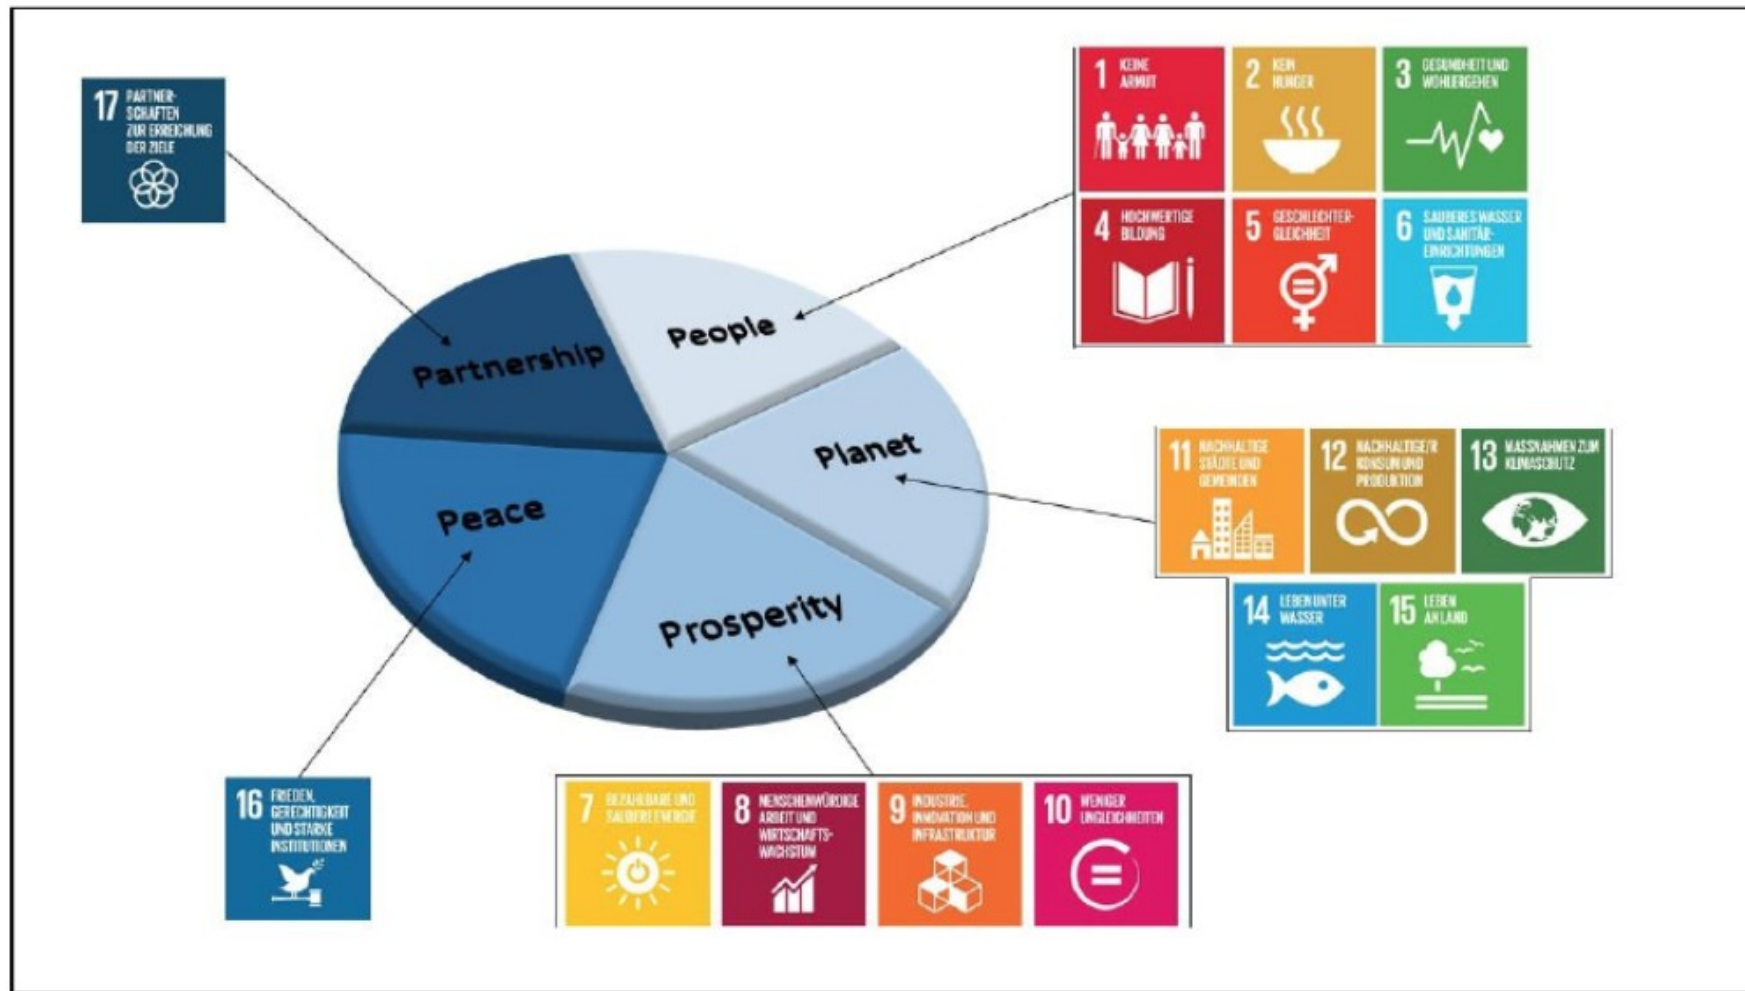 17 PARTNER-
SCHAFTEN
ZUR ERREICHUNG
DER ZIELE
1 KEINE
ARMUT
2 KEIN
HUNGER
3 GESUNDHEIT UND
WOHLERGEHEN
4 HOCHWERTIGE
BILDUNG
5 GESCHLECHTER-
GLEICHHEIT
6 SAUBERES WASSER
UND SANITÄR-
EINRICHTUNGEN
People
Partnership
Planet
Peace
Prosperity
11 NACHHALTIGE
STÄDTE UND
GEMEINDEN
12 NACHHALTIGE/R
KONSUM UND
PRODUKTION
13 MASSNAHMEN ZUM
KLIMASCHUTZ
14 LEBEN UNTER
WASSER
15 LEBEN
AN LAND
16 FRIEDEN,
GERECHTIGKEIT
UND STARKE
INSTITUTIONEN
7 BEZAHLBARE UND
SAUBERE ENERGIE
8 MENSCHENWÜRDIGE
ARBEIT UND
WIRTSCHAFTS-
WACHSTUM
9 INDUSTRIE,
INNOVATION UND
INFRASTRUKTUR
10 WENIGER
UNGLEICHHEITEN